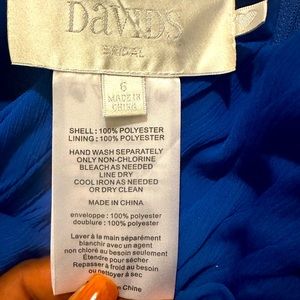 DAVID'S
BRIDAL
6
MADE IN
CHINA
SHELL: 100% POLYESTER
LINING: 100% POLYESTER
HAND WASH SEPARATELY
ONLY NON-CHLORINE
BLEACH AS NEEDED
LINE DRY
COOL IRON AS NEEDED
OR DRY CLEAN
MADE IN CHINA
enveloppe: 100% polyester
doublure: 100% polyester
Laver à la main séparément
blanchir avec un agent
non chloré au besoin
Étendre pour sécher
Repasser à froid au besoin
ou nettoyer à sec
en Chine